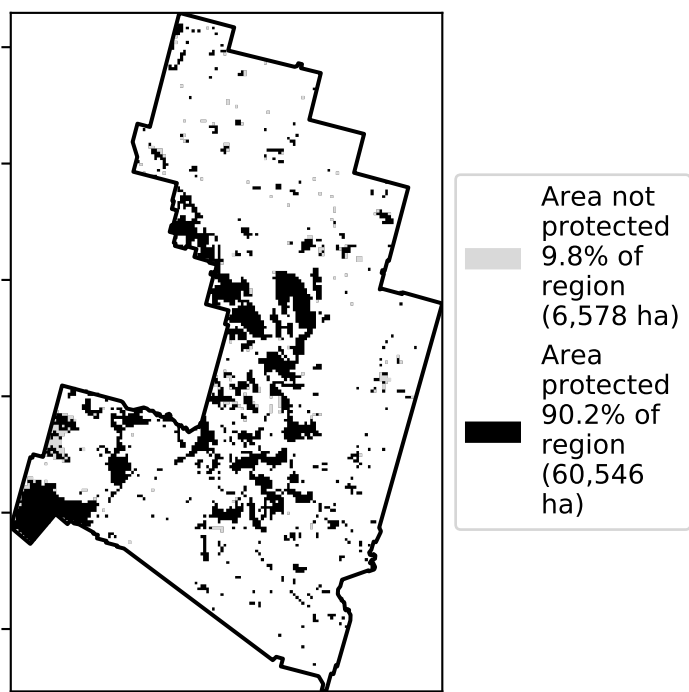 Area not
protected
9.8% of
region
(6,578 ha)
Area
protected
90.2% of
region
(60,546
ha)